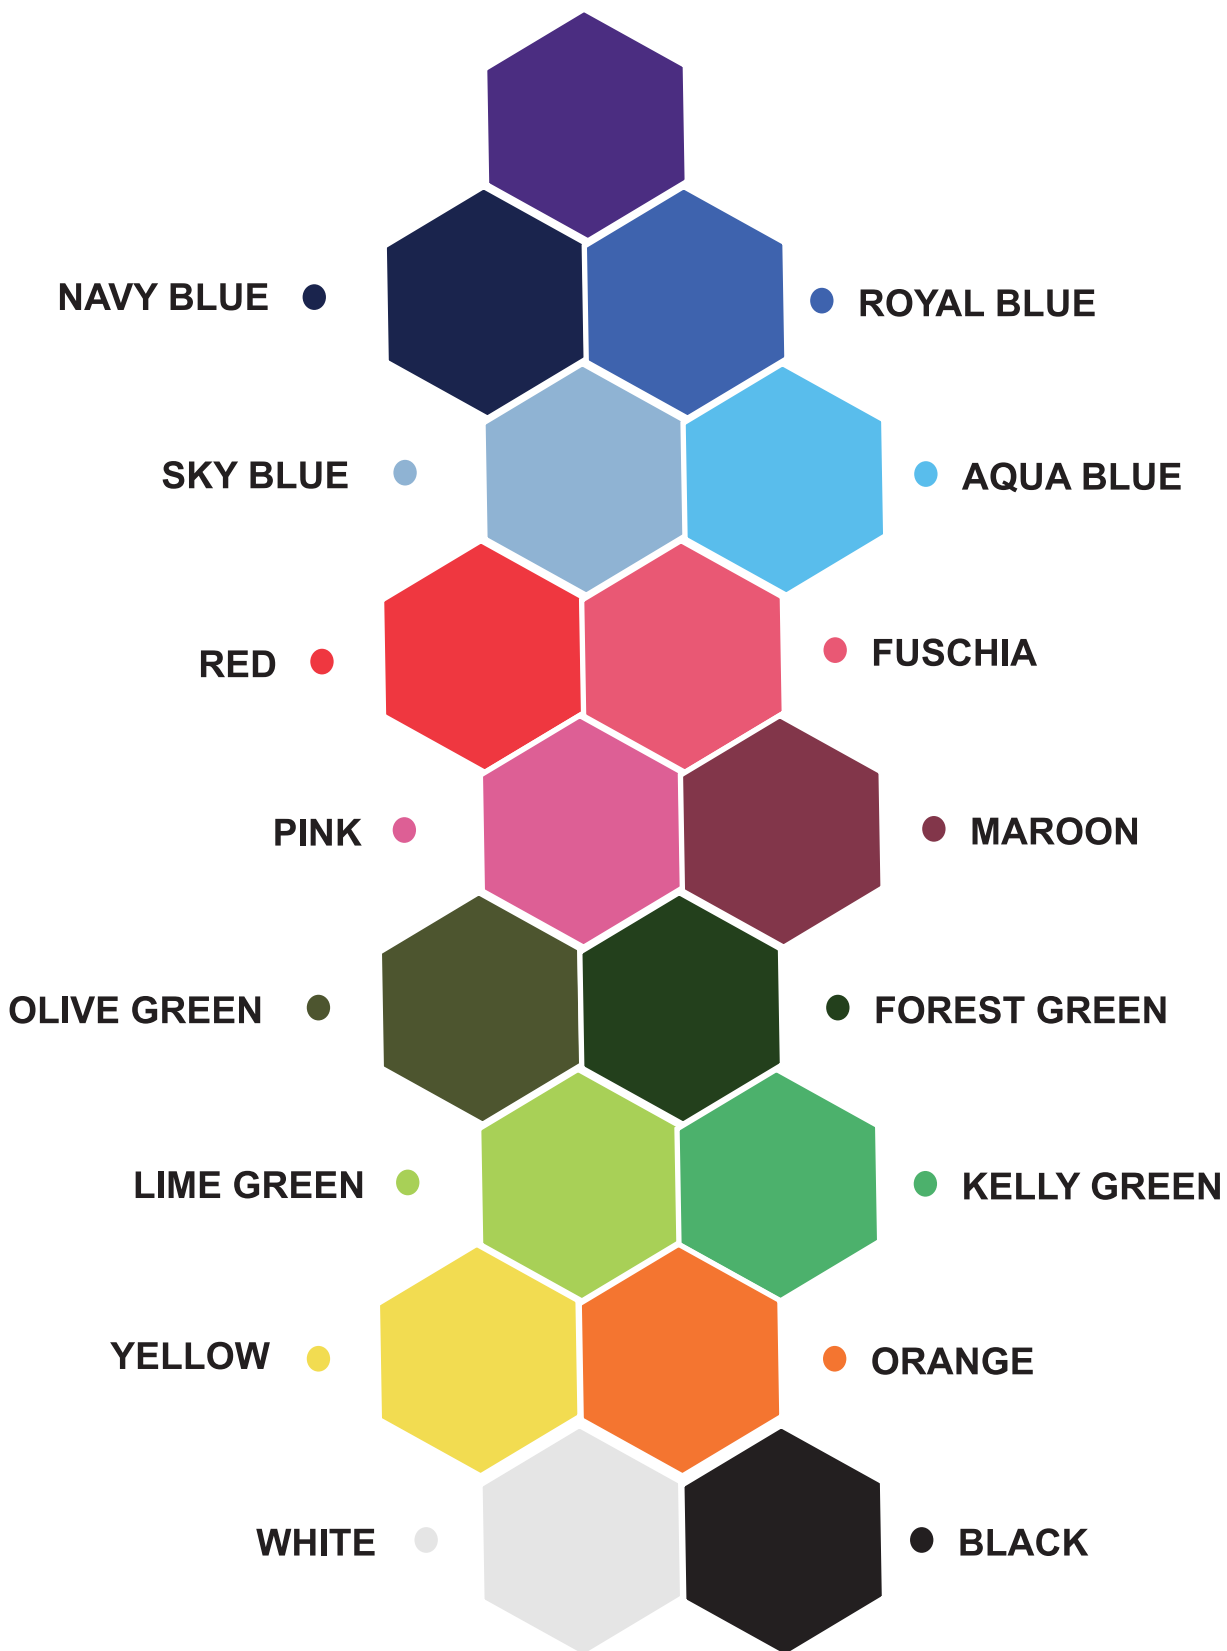 NAVY BLUE
ROYAL BLUE
SKY BLUE
AQUA BLUE
RED
FUSCHIA
PINK
MAROON
OLIVE GREEN
FOREST GREEN
LIME GREEN
KELLY GREEN
YELLOW
ORANGE
WHITE
BLACK